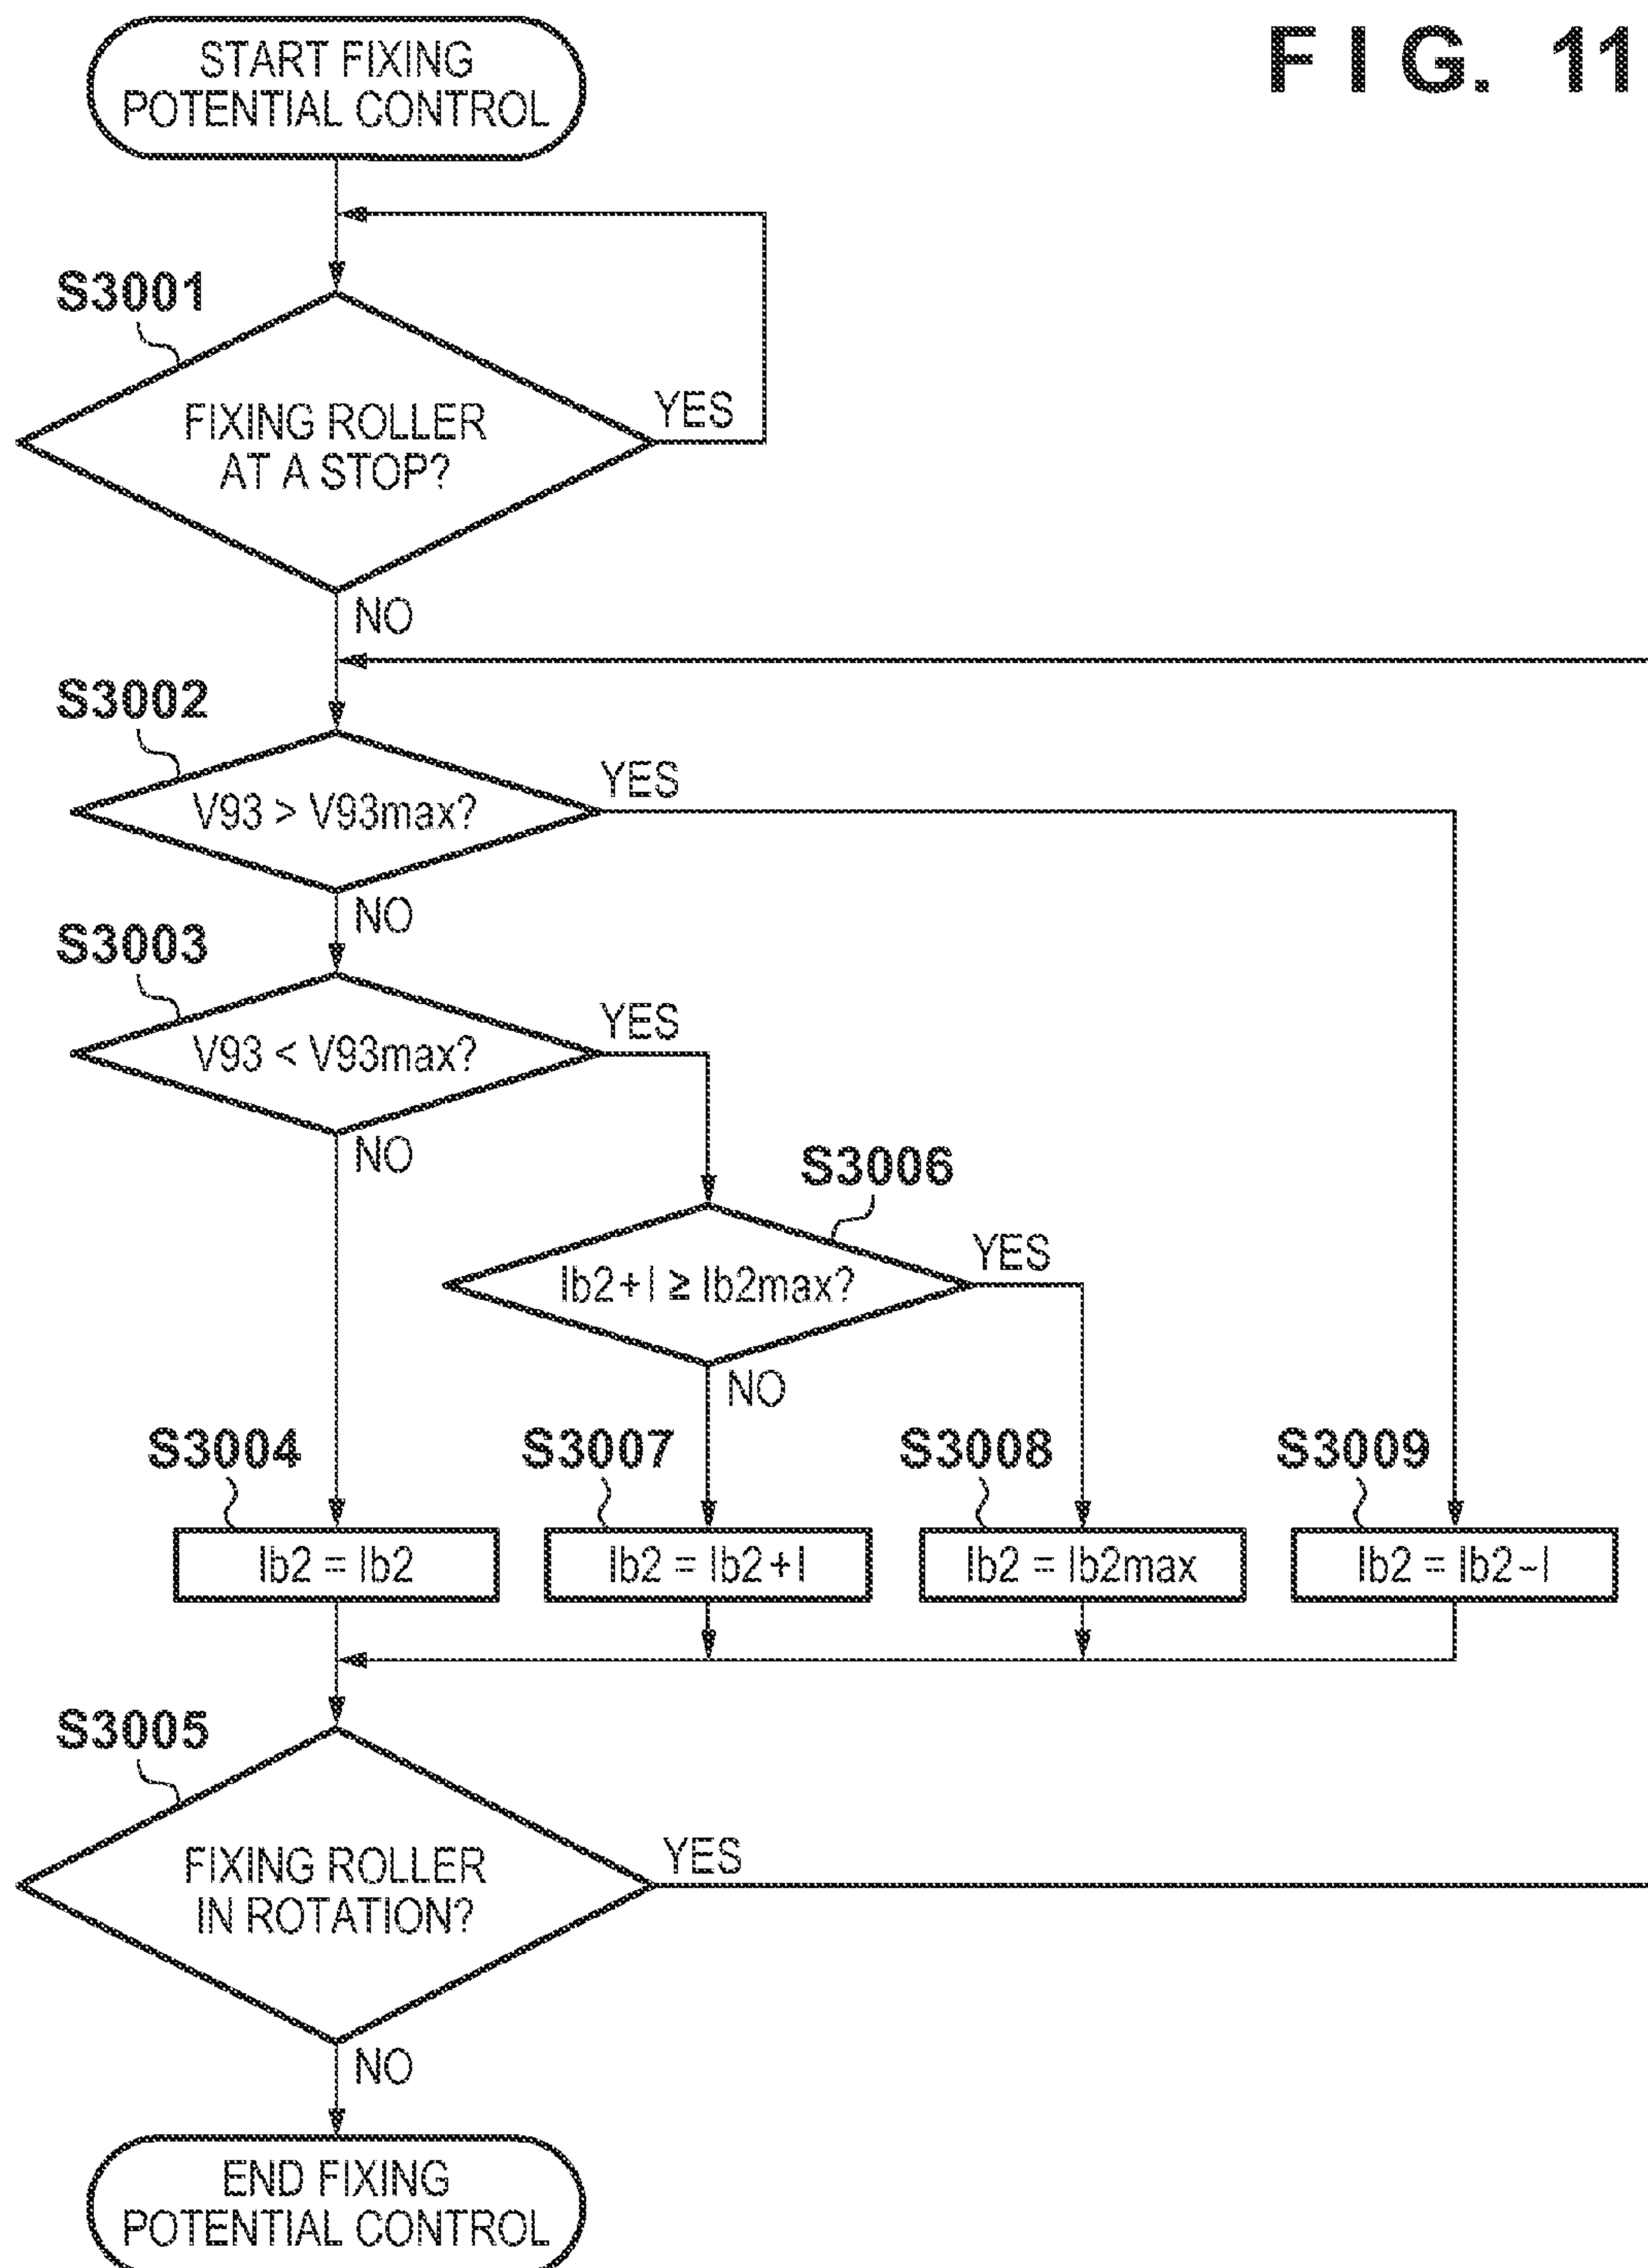 FIG. 11
START FIXING
POTENTIAL CONTROL
S3001
FIXING ROLLER
AT A STOP?
YES
NO
S3002
V93 > V93max?
YES
NO
S3003
V93 < V93max?
YES
NO
S3006
Ib2+I ≥ Ib2max?
YES
NO
S3004
Ib2 = Ib2
S3007
Ib2 = Ib2+I
S3008
Ib2 = Ib2max
S3009
Ib2 = Ib2-I
S3005
FIXING ROLLER
IN ROTATION?
YES
NO
END FIXING
POTENTIAL CONTROL